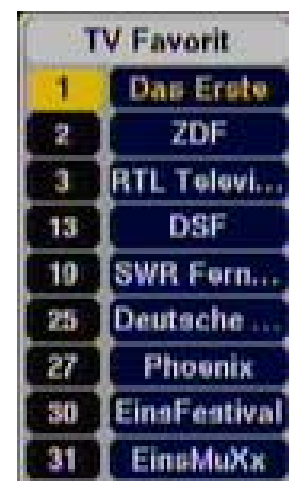 TV Favorit
1 Das Erste
2 ZDF
3 RTL Televi...
13 DSF
19 SWR Fern...
25 Deutsche ...
27 Phoenix
30 EinsFestival
31 EinsMuXx